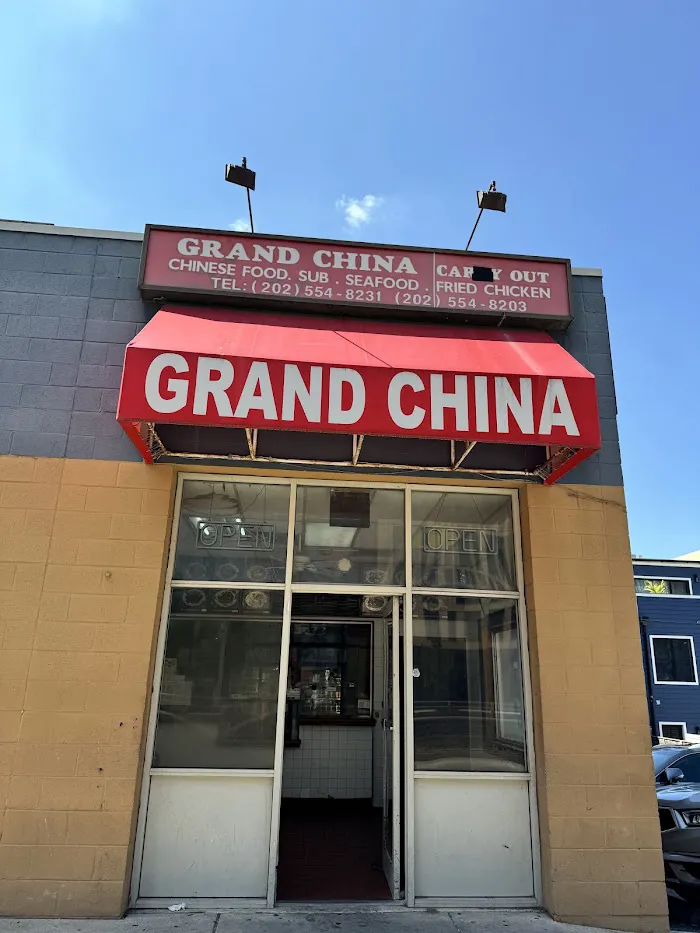 GRAND CHINA CARRY OUT
CHINESE FOOD. SUB . SEAFOOD . FRIED CHICKEN
TEL: (202) 554-8231 (202) 554-8203
GRAND CHINA
OPEN OPEN